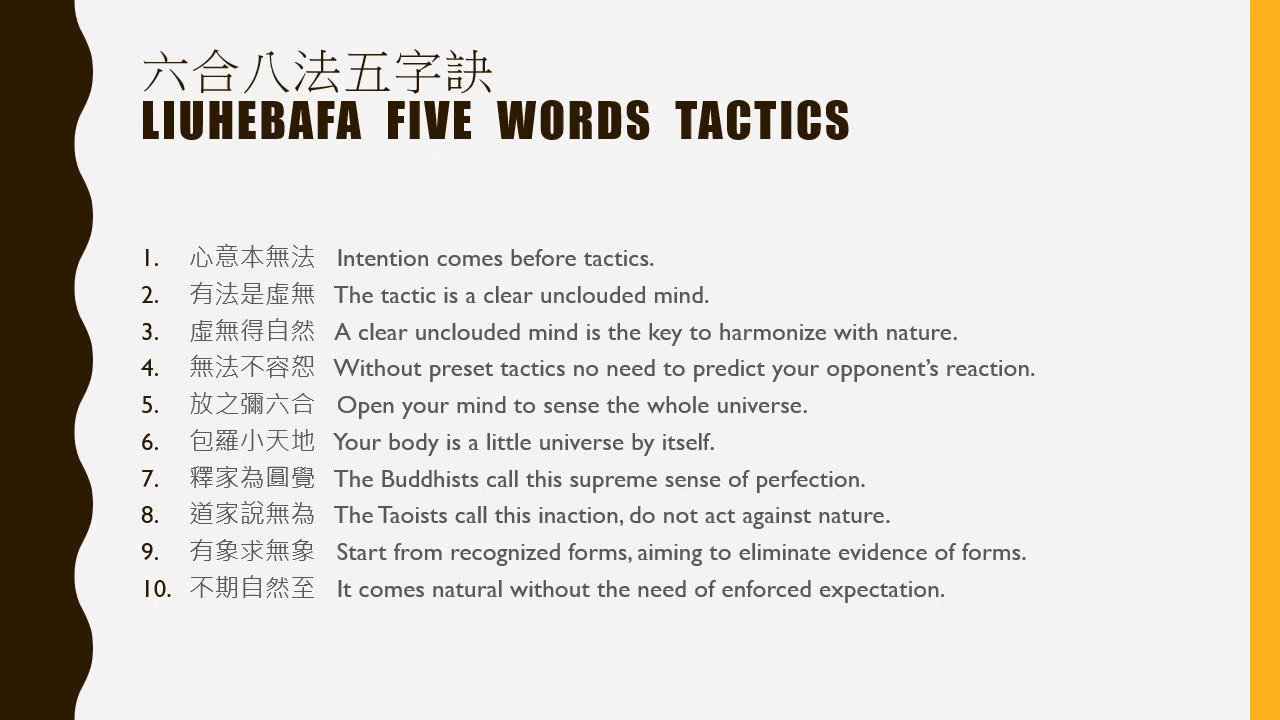 六合八法五字訣
LIUHEBAFA FIVE WORDS TACTICS
1. 心意本無法 Intention comes before tactics.
2. 有法是虛無 The tactic is a clear unclouded mind.
3. 虛無得自然 A clear unclouded mind is the key to harmonize with nature.
4. 無法不容恕 Without preset tactics no need to predict your opponent’s reaction.
5. 放之彌六合 Open your mind to sense the whole universe.
6. 包羅小天地 Your body is a little universe by itself.
7. 釋家為圓覺 The Buddhists call this supreme sense of perfection.
8. 道家說無為 The Taoists call this inaction, do not act against nature.
9. 有象求無象 Start from recognized forms, aiming to eliminate evidence of forms.
10. 不期自然至 It comes natural without the need of enforced expectation.